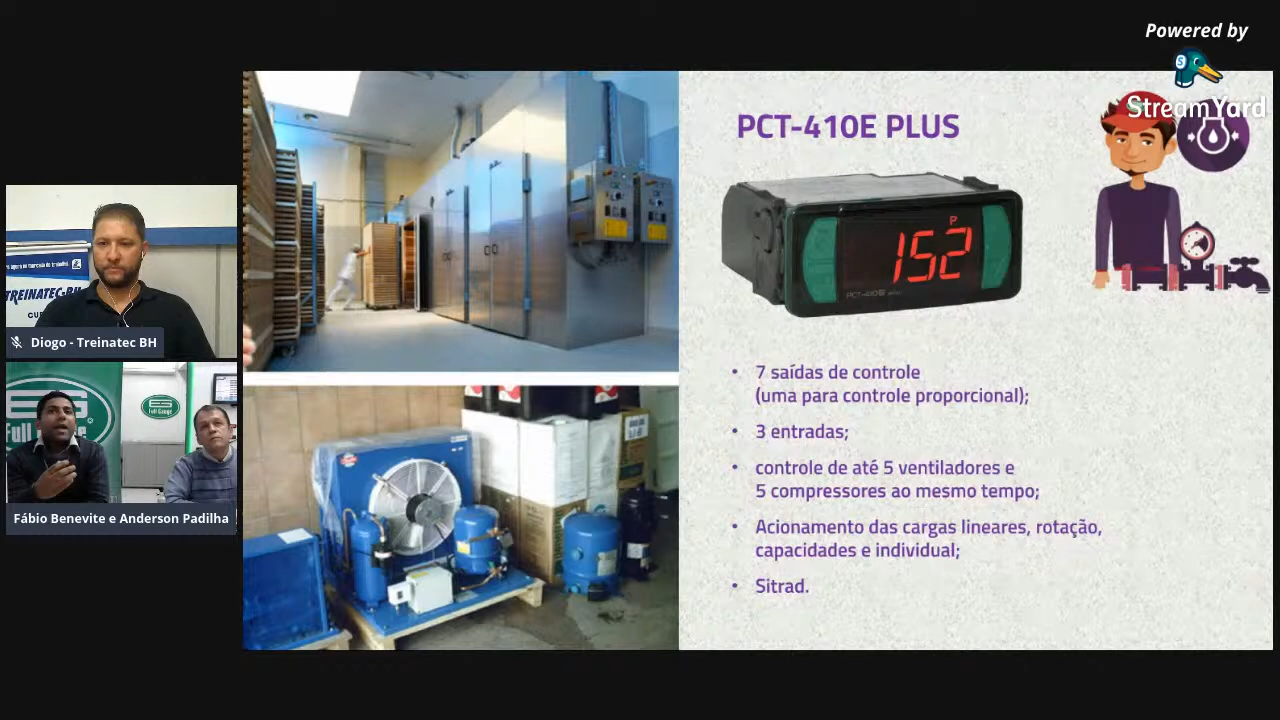 Powered by
StreamYard
PCT-410E PLUS
P
152
PCT-410E
• 7 saídas de controle
(uma para controle proporcional);
• 3 entradas;
• controle de até 5 ventiladores e
5 compressores ao mesmo tempo;
• Acionamento das cargas lineares, rotação,
capacidades e individual;
• Sitrad.
TREINATEC-BH
Diogo - Treinatec BH
Full Gauge
Full Gauge
Fábio Benevite e Anderson Padilha